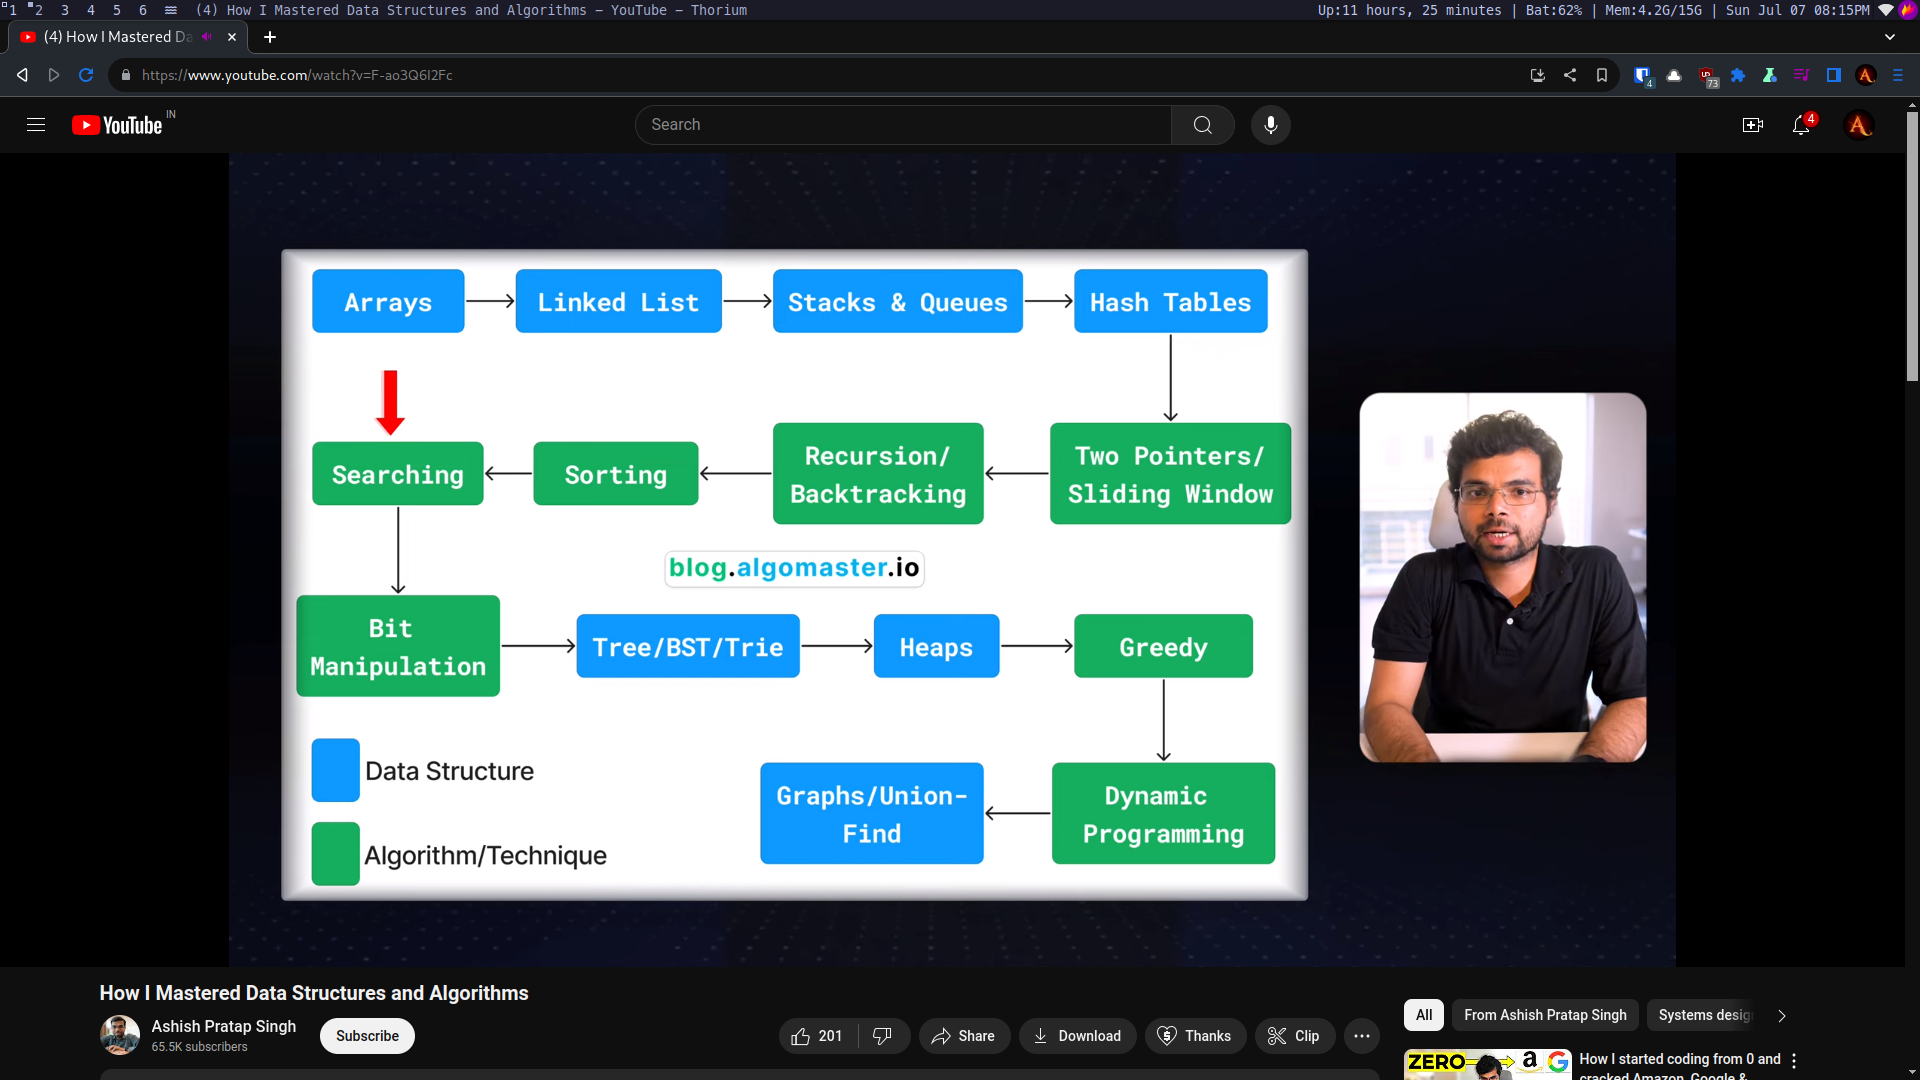 1 2 3 4 5 6 (4) How I Mastered Data Structures and Algorithms – YouTube – Thorium
Up:11 hours, 25 minutes | Bat:62% | Mem:4.2G/15G | Sun Jul 07 08:15PM
(4) How I Mastered Da
https://www.youtube.com/watch?v=F-ao3Q6I2Fc
4
73
YouTube IN
Search
4
Arrays
Linked List
Stacks & Queues
Hash Tables
Searching
Sorting
Recursion/
Backtracking
Two Pointers/
Sliding Window
blog.algomaster.io
Bit
Manipulation
Tree/BST/Trie
Heaps
Greedy
Data Structure
Algorithm/Technique
Graphs/Union-
Find
Dynamic
Programming
How I Mastered Data Structures and Algorithms
Ashish Pratap Singh
65.5K subscribers
Subscribe
201
Share
Download
Thanks
Clip
All
From Ashish Pratap Singh
Systems desig
ZERO
How I started coding from 0 and
cracked Amazon, Google &